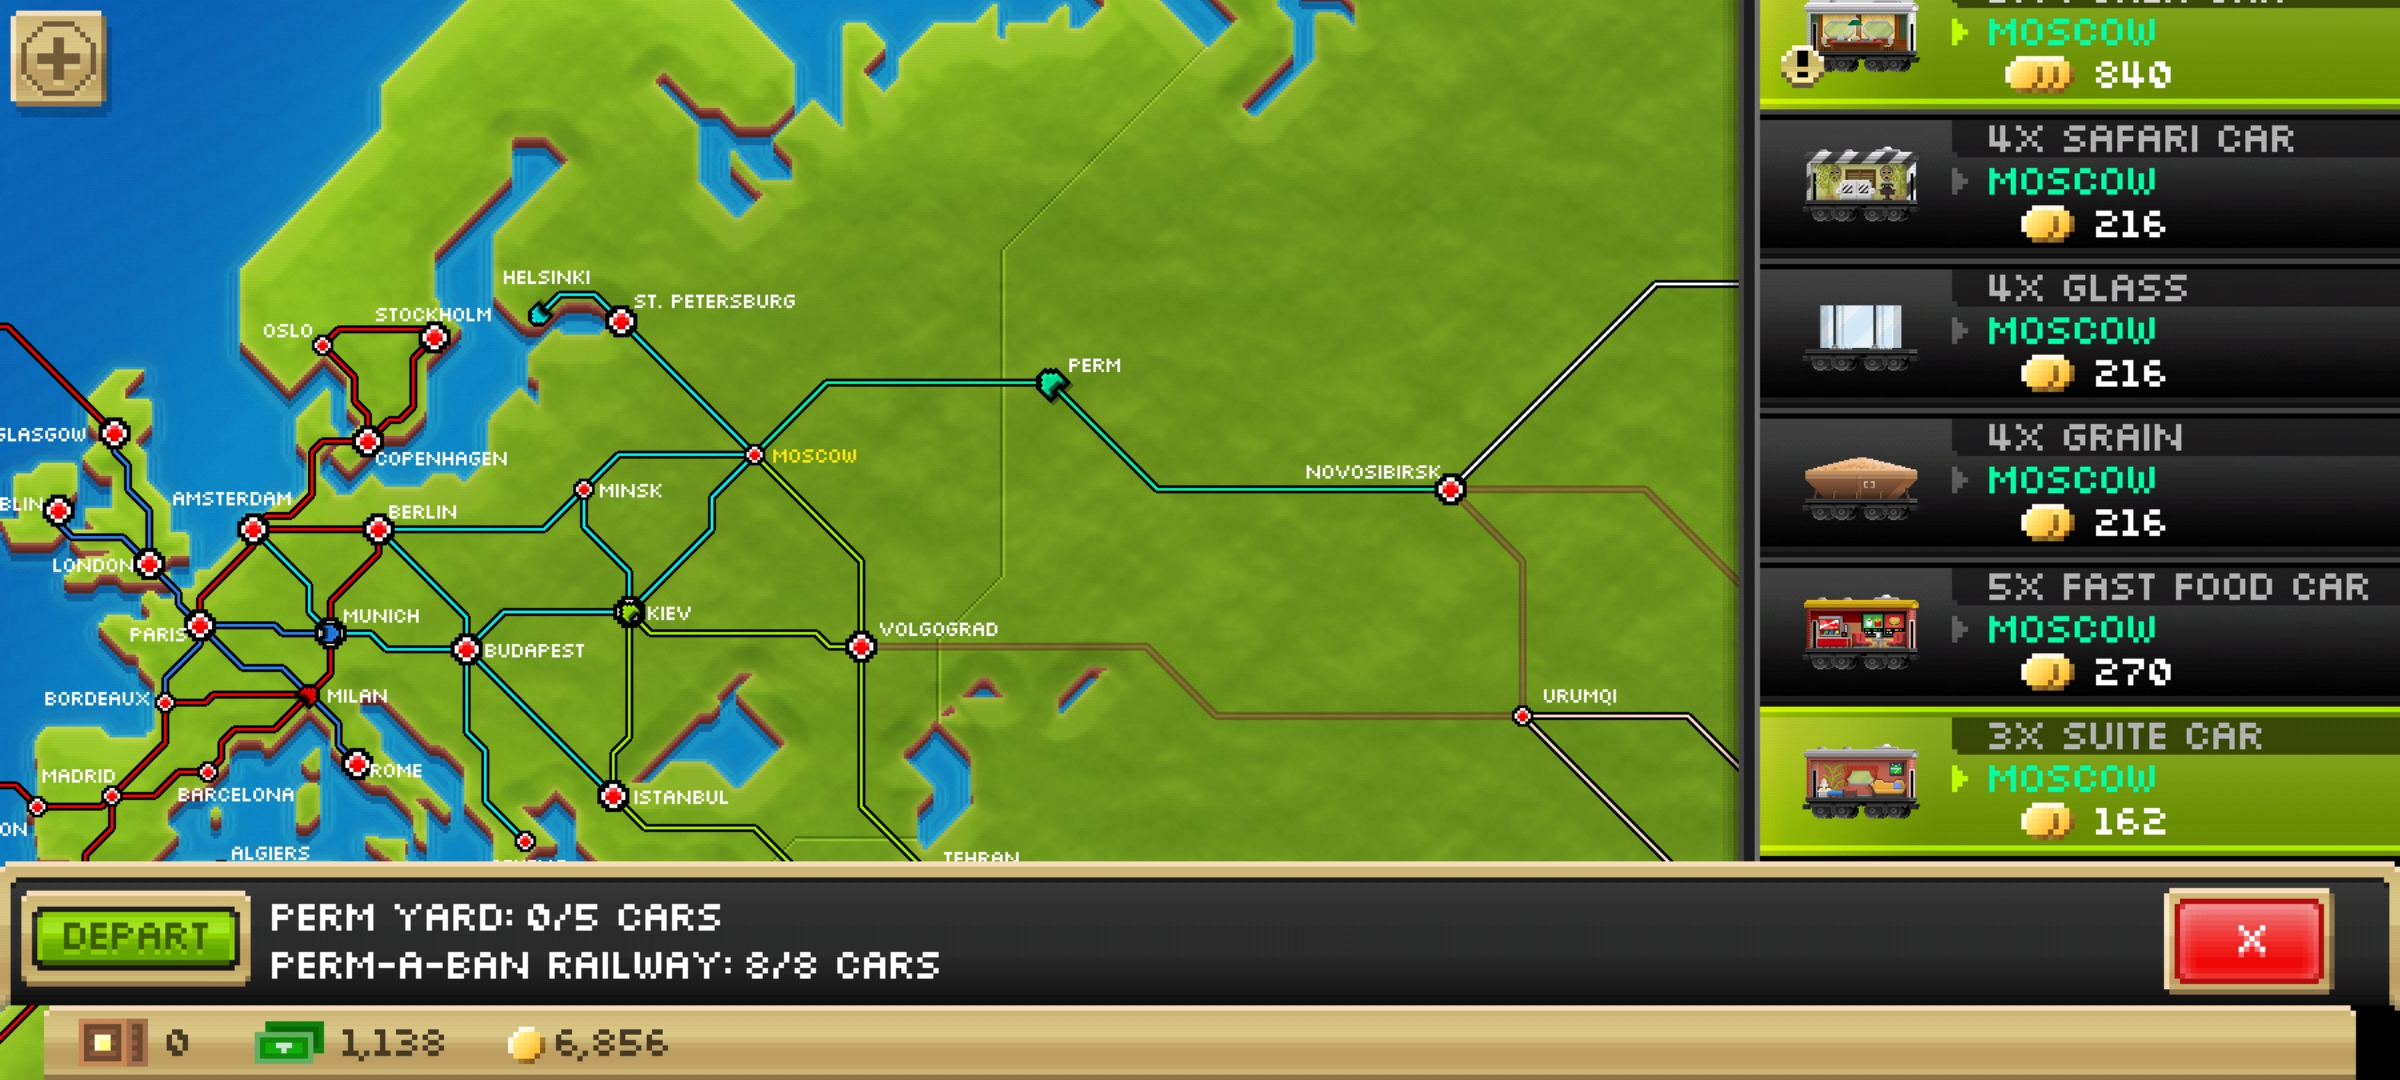 MOSCOW
840
4X SAFARI CAR
MOSCOW
216
4X GLASS
MOSCOW
216
4X GRAIN
MOSCOW
216
5X FAST FOOD CAR
MOSCOW
270
3X SUITE CAR
MOSCOW
162
HELSINKI
ST. PETERSBURG
STOCKHOLM
OSLO
PERM
GLASGOW
COPENHAGEN
MOSCOW
NOVOSIBIRSK
MINSK
AMSTERDAM
BERLIN
BLIN
LONDON
MUNICH
KIEV
PARIS
VOLGOGRAD
BUDAPEST
BORDEAUX
MILAN
URUMQI
MADRID
ROME
BARCELONA
ISTANBUL
ON
ALGIERS
TEHRAN
DEPART
PERM YARD: 0/5 CARS
PERM-A-BAN RAILWAY: 8/8 CARS
X
0
1,138
6,856